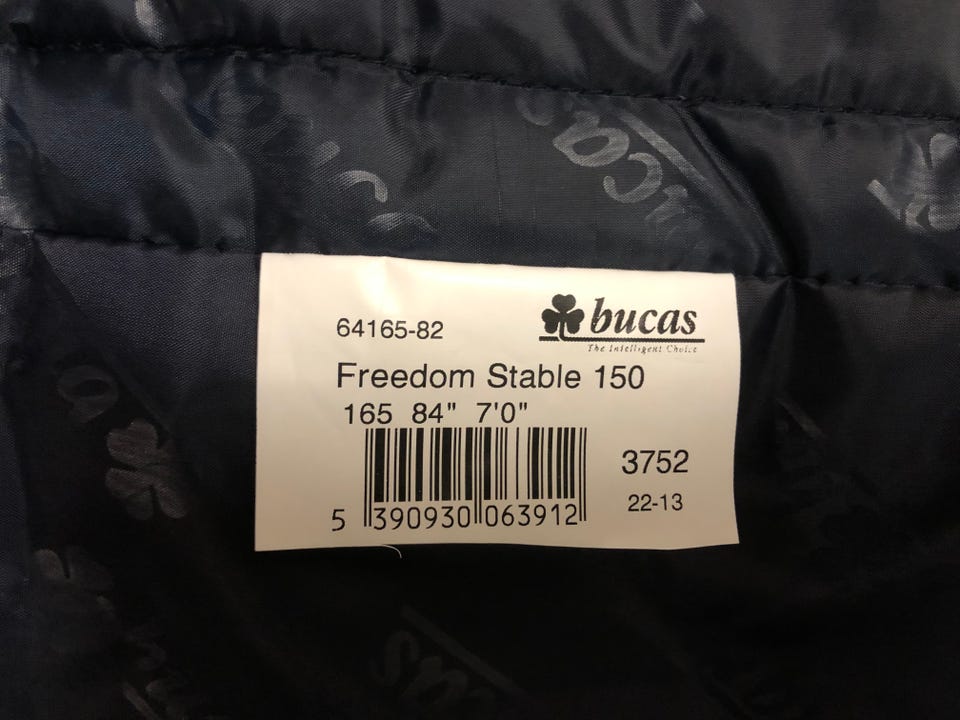 bucas
64165-82
bucas
The Intelligent Choice
Freedom Stable 150
165 84" 7'0"
3752
22-13
5 390930 063912